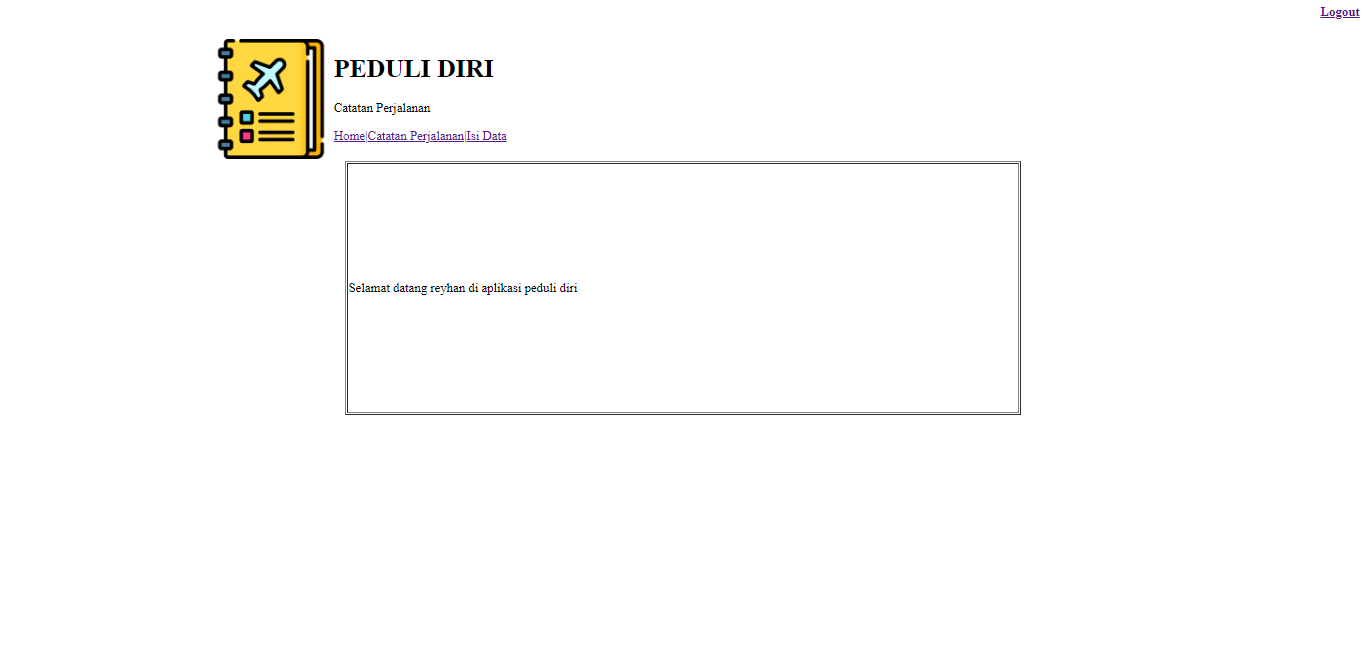 Logout
PEDULI DIRI
Catatan Perjalanan
Home|Catatan Perjalanan|Isi Data
Selamat datang reyhan di aplikasi peduli diri